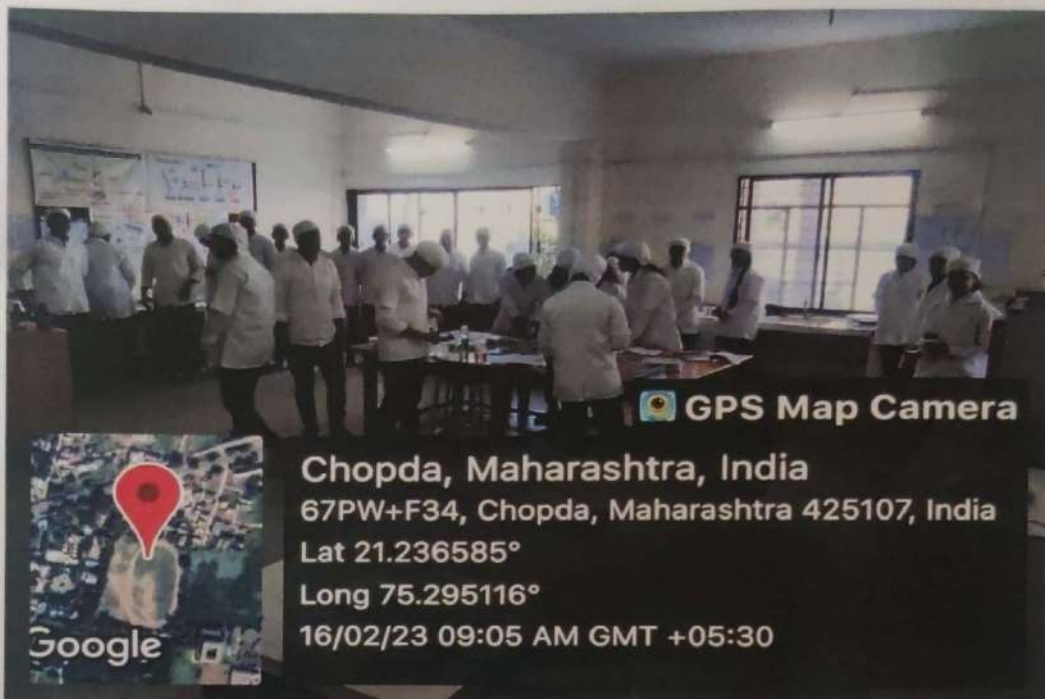 GPS Map Camera
Chopda, Maharashtra, India
67PW+F34, Chopda, Maharashtra 425107, India
Lat 21.236585°
Long 75.295116°
16/02/23 09:05 AM GMT +05:30
Google